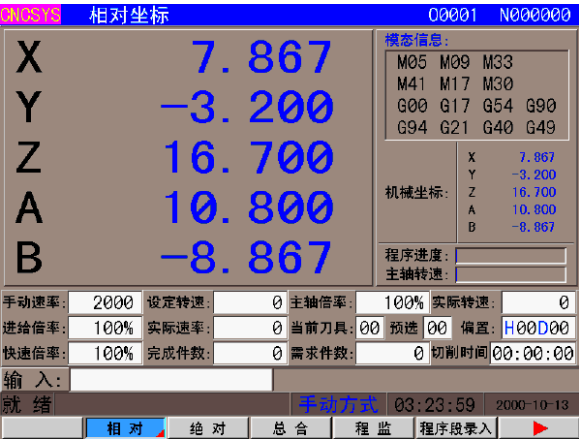 CNCSYS 相对坐标 O0001 N000000
X 7.867
Y -3.200
Z 16.700
A 10.800
B -8.867
模态信息:
M05 M09 M33
M41 M17 M30
G00 G17 G54 G90
G94 G21 G40 G49
机械坐标:
X 7.867
Y -3.200
Z 16.700
A 10.800
B -8.867
程序进度:
主轴转速:
手动速率: 2000 设定转速: 0 主轴倍率: 100% 实际转速: 0
进给倍率: 100% 实际速率: 0 当前刀具: 00 预选 00 偏置: H00D00
快速倍率: 100% 完成件数: 0 需求件数: 0 切削时间 00:00:00
输 入:
就 绪 手动方式 03:23:59 2000-10-13
相 对 绝 对 总 合 程 监 程序段录入